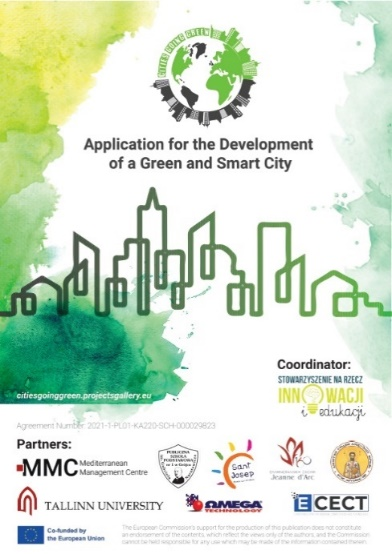 CITIES GOING GREEN
Application for the Development
of a Green and Smart City
Coordinator:
STOWARZYSZENIE NA RZECZ
INNOWACJI
i edukacji
citiesgoinggreen.projectsgallery.eu
Agreement Number: 2021-1-PL01-KA220-SCH-000029823
Partners:
MMC Mediterranean
Management Centre
PUBLICZNA
SZKOŁA
PODSTAWOWA
Sant
Josep
Jeanne d'Arc
TALLINN UNIVERSITY
OMEGA
TECHNOLOGY
ECECT
Co-funded by
the European Union
The European Commission's support for the production of this publication does not constitute
an endorsement of the contents, which reflect the views only of the authors, and the Commission
cannot be held responsible for any use which may be made of the information contained therein.